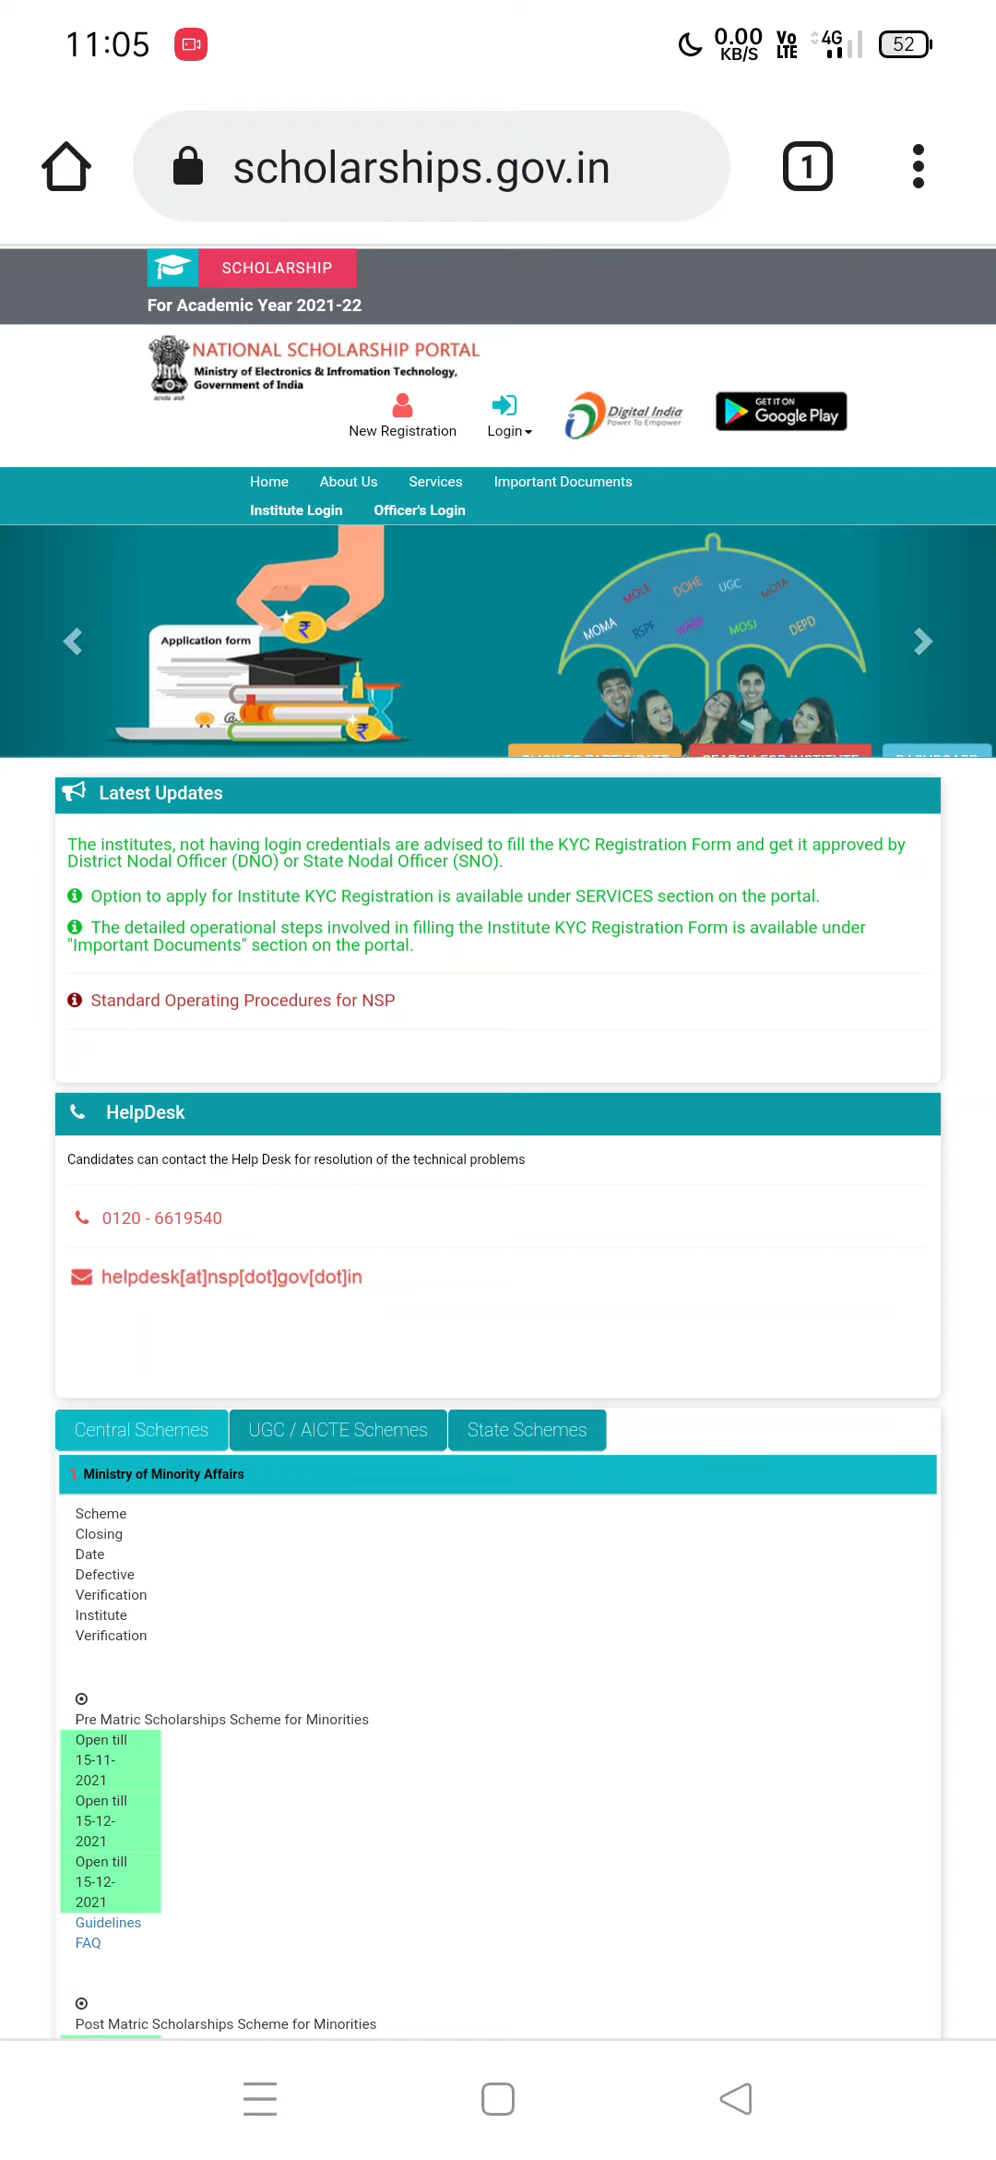 11:05
0.00
KB/S
Vo
LTE
4G
52
scholarships.gov.in
1
SCHOLARSHIP
For Academic Year 2021-22
NATIONAL SCHOLARSHIP PORTAL
Ministry of Electronics & Infromation Technology,
Government of India
New Registration
Login
Digital India
Power To Empower
GET IT ON
Google Play
Home About Us Services Important Documents
Institute Login Officer's Login
Application form
MOLE DOHE UGC MOTA
MOMA RSPF WARB MOSJ DEPD
CLICK TO PARTICIPATE SEARCH FOR INSTITUTE DASHBOARD
Latest Updates
The institutes, not having login credentials are advised to fill the KYC Registration Form and get it approved by
District Nodal Officer (DNO) or State Nodal Officer (SNO).
Option to apply for Institute KYC Registration is available under SERVICES section on the portal.
The detailed operational steps involved in filling the Institute KYC Registration Form is available under
"Important Documents" section on the portal.
Standard Operating Procedures for NSP
HelpDesk
Candidates can contact the Help Desk for resolution of the technical problems
0120 - 6619540
helpdesk[at]nsp[dot]gov[dot]in
Central Schemes UGC / AICTE Schemes State Schemes
Ministry of Minority Affairs
Scheme
Closing
Date
Defective
Verification
Institute
Verification
Pre Matric Scholarships Scheme for Minorities
Open till
15-11-
2021
Open till
15-12-
2021
Open till
15-12-
2021
Guidelines
FAQ
Post Matric Scholarships Scheme for Minorities